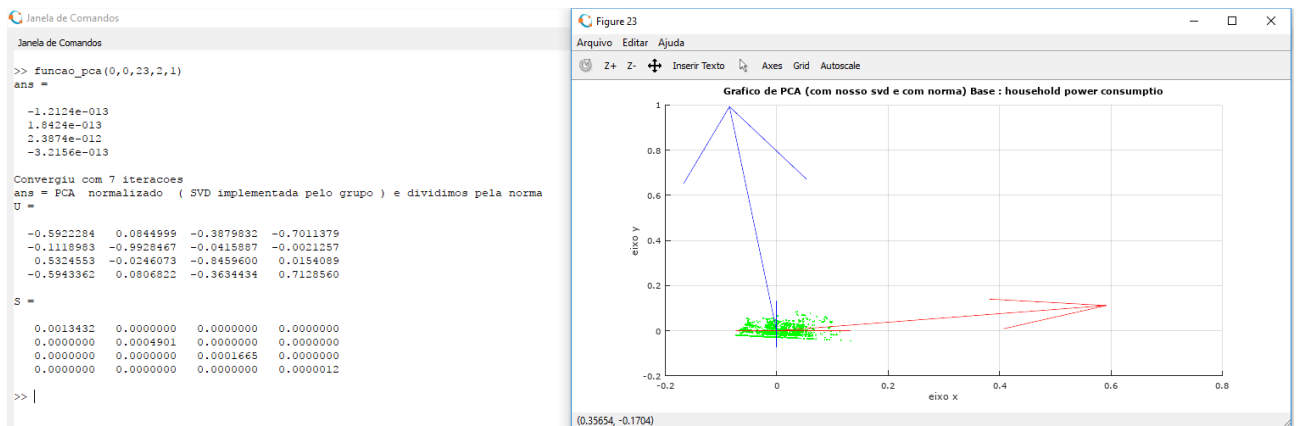 Janela de Comandos
Janela de Comandos
>> funcao_pca(0,0,23,2,1)
ans =
-1.2124e-013
1.8424e-013
2.3874e-012
-3.2156e-013
Convergiu com 7 iteracoes
ans = PCA  normalizado  ( SVD implementada pelo grupo ) e dividimos pela norma
U =
-0.5922284 0.0844999 -0.3879832 -0.7011379
-0.1118983 -0.9928467 -0.0415887 -0.0021257
0.5324553 -0.0246073 -0.8459600 0.0154089
-0.5943362 0.0806822 -0.3634434 0.7128560
S =
0.0013432 0.0000000 0.0000000 0.0000000
0.0000000 0.0004901 0.0000000 0.0000000
0.0000000 0.0000000 0.0001665 0.0000000
0.0000000 0.0000000 0.0000000 0.0000012
>>
Figure 23
Arquivo Editar Ajuda
Z+ Z- Inserir Texto Axes Grid Autoscale
Grafico de PCA (com nosso svd e com norma) Base : household power consumptio
1
0.8
0.6
0.4
0.2
0
-0.2
eixo y
-0.2 0 0.2 0.4 0.6 0.8
eixo x
(0.35654, -0.1704)